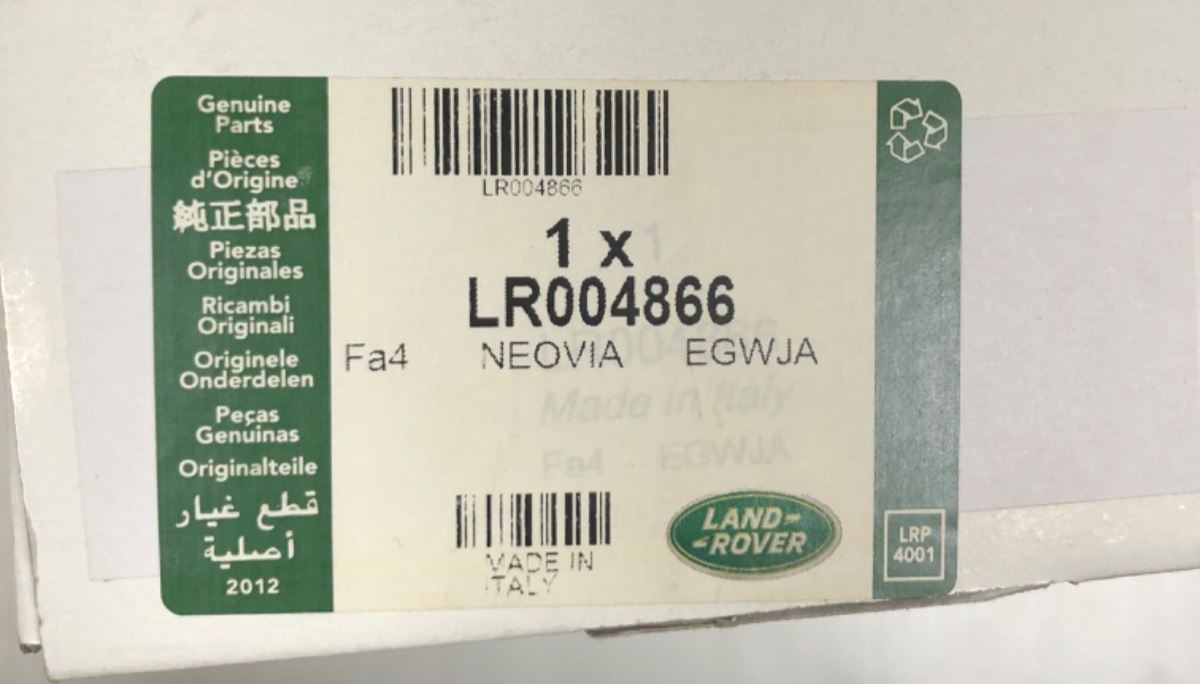 Genuine
Parts
Pièces
d'Origine
純正部品
Piezas
Originales
Ricambi
Originali
Originele
Onderdelen
Peças
Genuinas
Originalteile
قطع غيار
أصلية
2012
LR004866
1 x
LR004866
Fa4 NEOVIA EGWJA
LR004866
Made in Italy
Fa4 EGWJA
MADE IN
ITALY
LAND-
-ROVER
LRP
4001